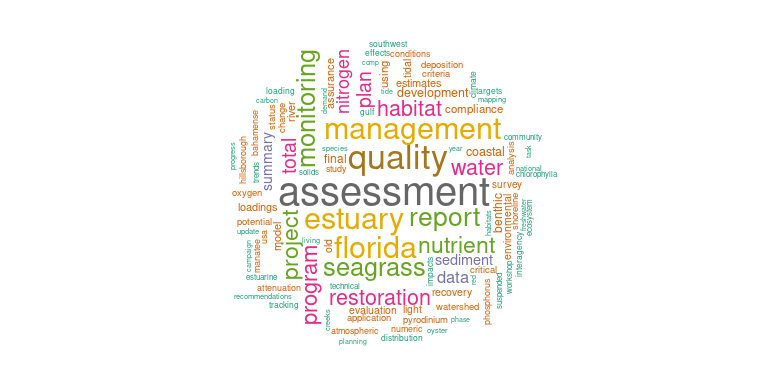 southwest
effects
conditions
comp
tidal
using
deposition
criteria
estimates
climate
targets
mapping
development
compliance
loading
carbon
monitoring
demand
assurance
nitrogen
plan
tide
gulf
habitat
status
change
river
management
community
bahamense
hillsborough
progress
trends
summary
total
solids
species
final
study
quality
year
coastal
water
analysis
task
national
chlorophylla
survey
assessment
oxygen
loadings
potential
update
usa
model
project
estuary
report
habitats
benthic
environmental
shoreline
freshwater
ecosystem
living
old
florida
nutrient
campaign
manatee
estuarine
program
seagrass
impacts
sediment
data
red
critical
workshop
interagency
suspended
phosphorus
attenuation
recommendations
tracking
technical
restoration
recovery
watershed
creeks
evaluation
light
application
pyrodinium
phase
atmospheric
numeric
oyster
planning
distribution